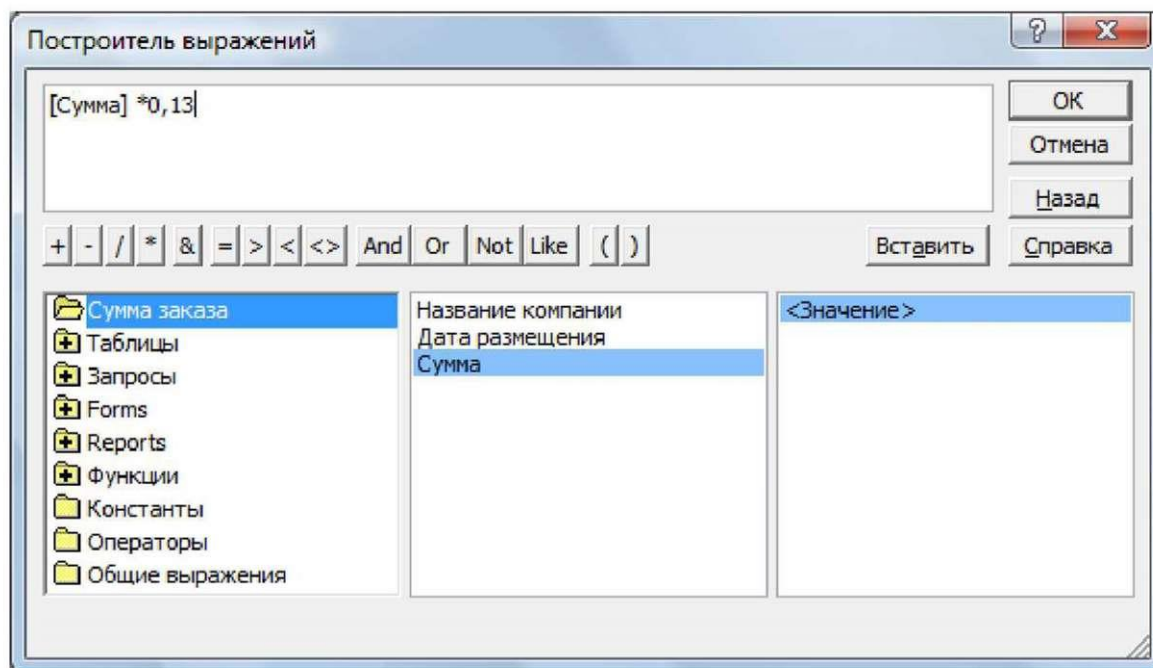 Построитель выражений
?
X
[Сумма] *0,13
OK
Отмена
Назад
+ - / * & = > < <> And Or Not Like ( ) Вставить Справка
Сумма заказа
Таблицы
Запросы
Forms
Reports
Функции
Константы
Операторы
Общие выражения
Название компании
Дата размещения
Сумма
<Значение>